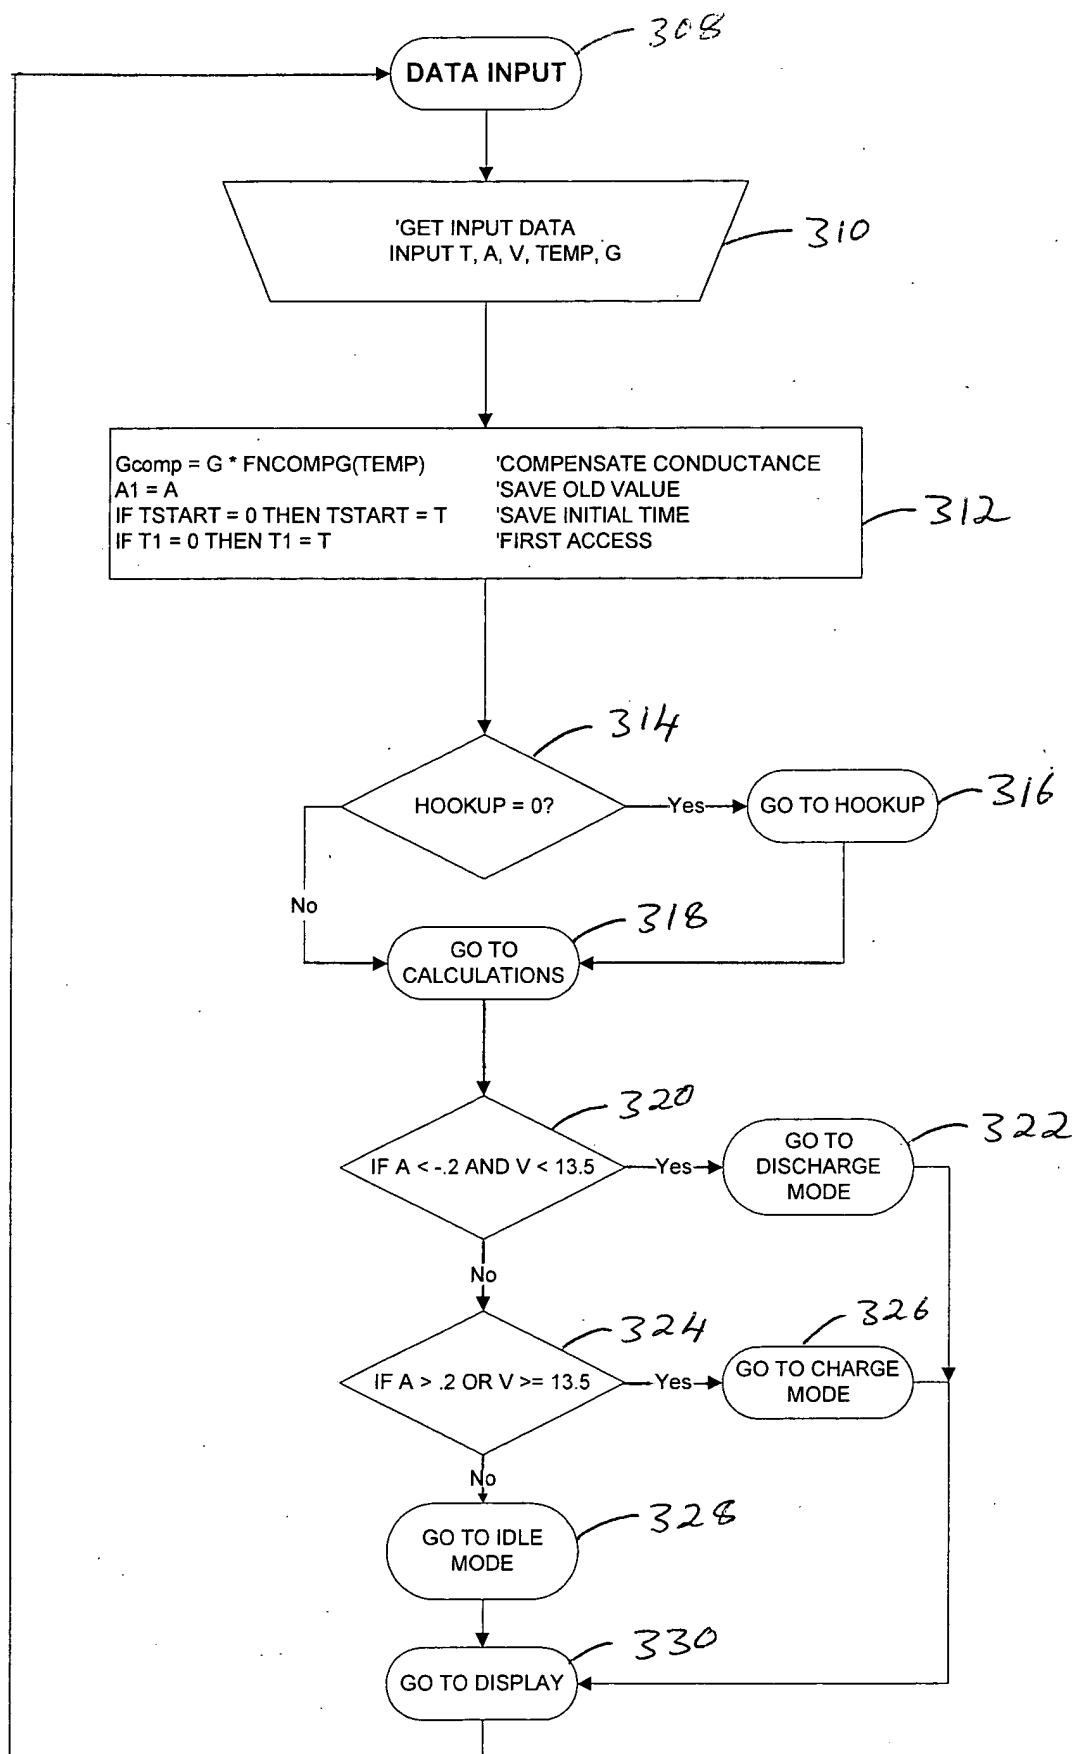 308
DATA INPUT
'GET INPUT DATA
INPUT T, A, V, TEMP, G
310
Gcomp = G * FNCOMPG(TEMP) 'COMPENSATE CONDUCTANCE
A1 = A 'SAVE OLD VALUE
IF TSTART = 0 THEN TSTART = T 'SAVE INITIAL TIME
IF T1 = 0 THEN T1 = T 'FIRST ACCESS
312
314
HOOKUP = 0?
Yes
GO TO HOOKUP
316
No
318
GO TO
CALCULATIONS
320
IF A < -.2 AND V < 13.5
Yes
GO TO
DISCHARGE
MODE
322
No
324
IF A > .2 OR V >= 13.5
Yes
326
GO TO CHARGE
MODE
No
328
GO TO IDLE
MODE
330
GO TO DISPLAY